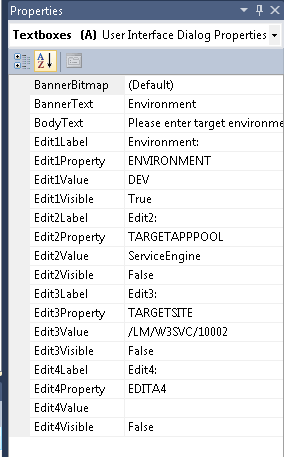 Properties
Textboxes (A) User Interface Dialog Properties
BannerBitmap (Default)
BannerText Environment
BodyText Please enter target environme
Edit1Label Environment:
Edit1Property ENVIRONMENT
Edit1Value DEV
Edit1Visible True
Edit2Label Edit2:
Edit2Property TARGETAPPPOOL
Edit2Value ServiceEngine
Edit2Visible False
Edit3Label Edit3:
Edit3Property TARGETSITE
Edit3Value /LM/W3SVC/10002
Edit3Visible False
Edit4Label Edit4:
Edit4Property EDITA4
Edit4Value
Edit4Visible False